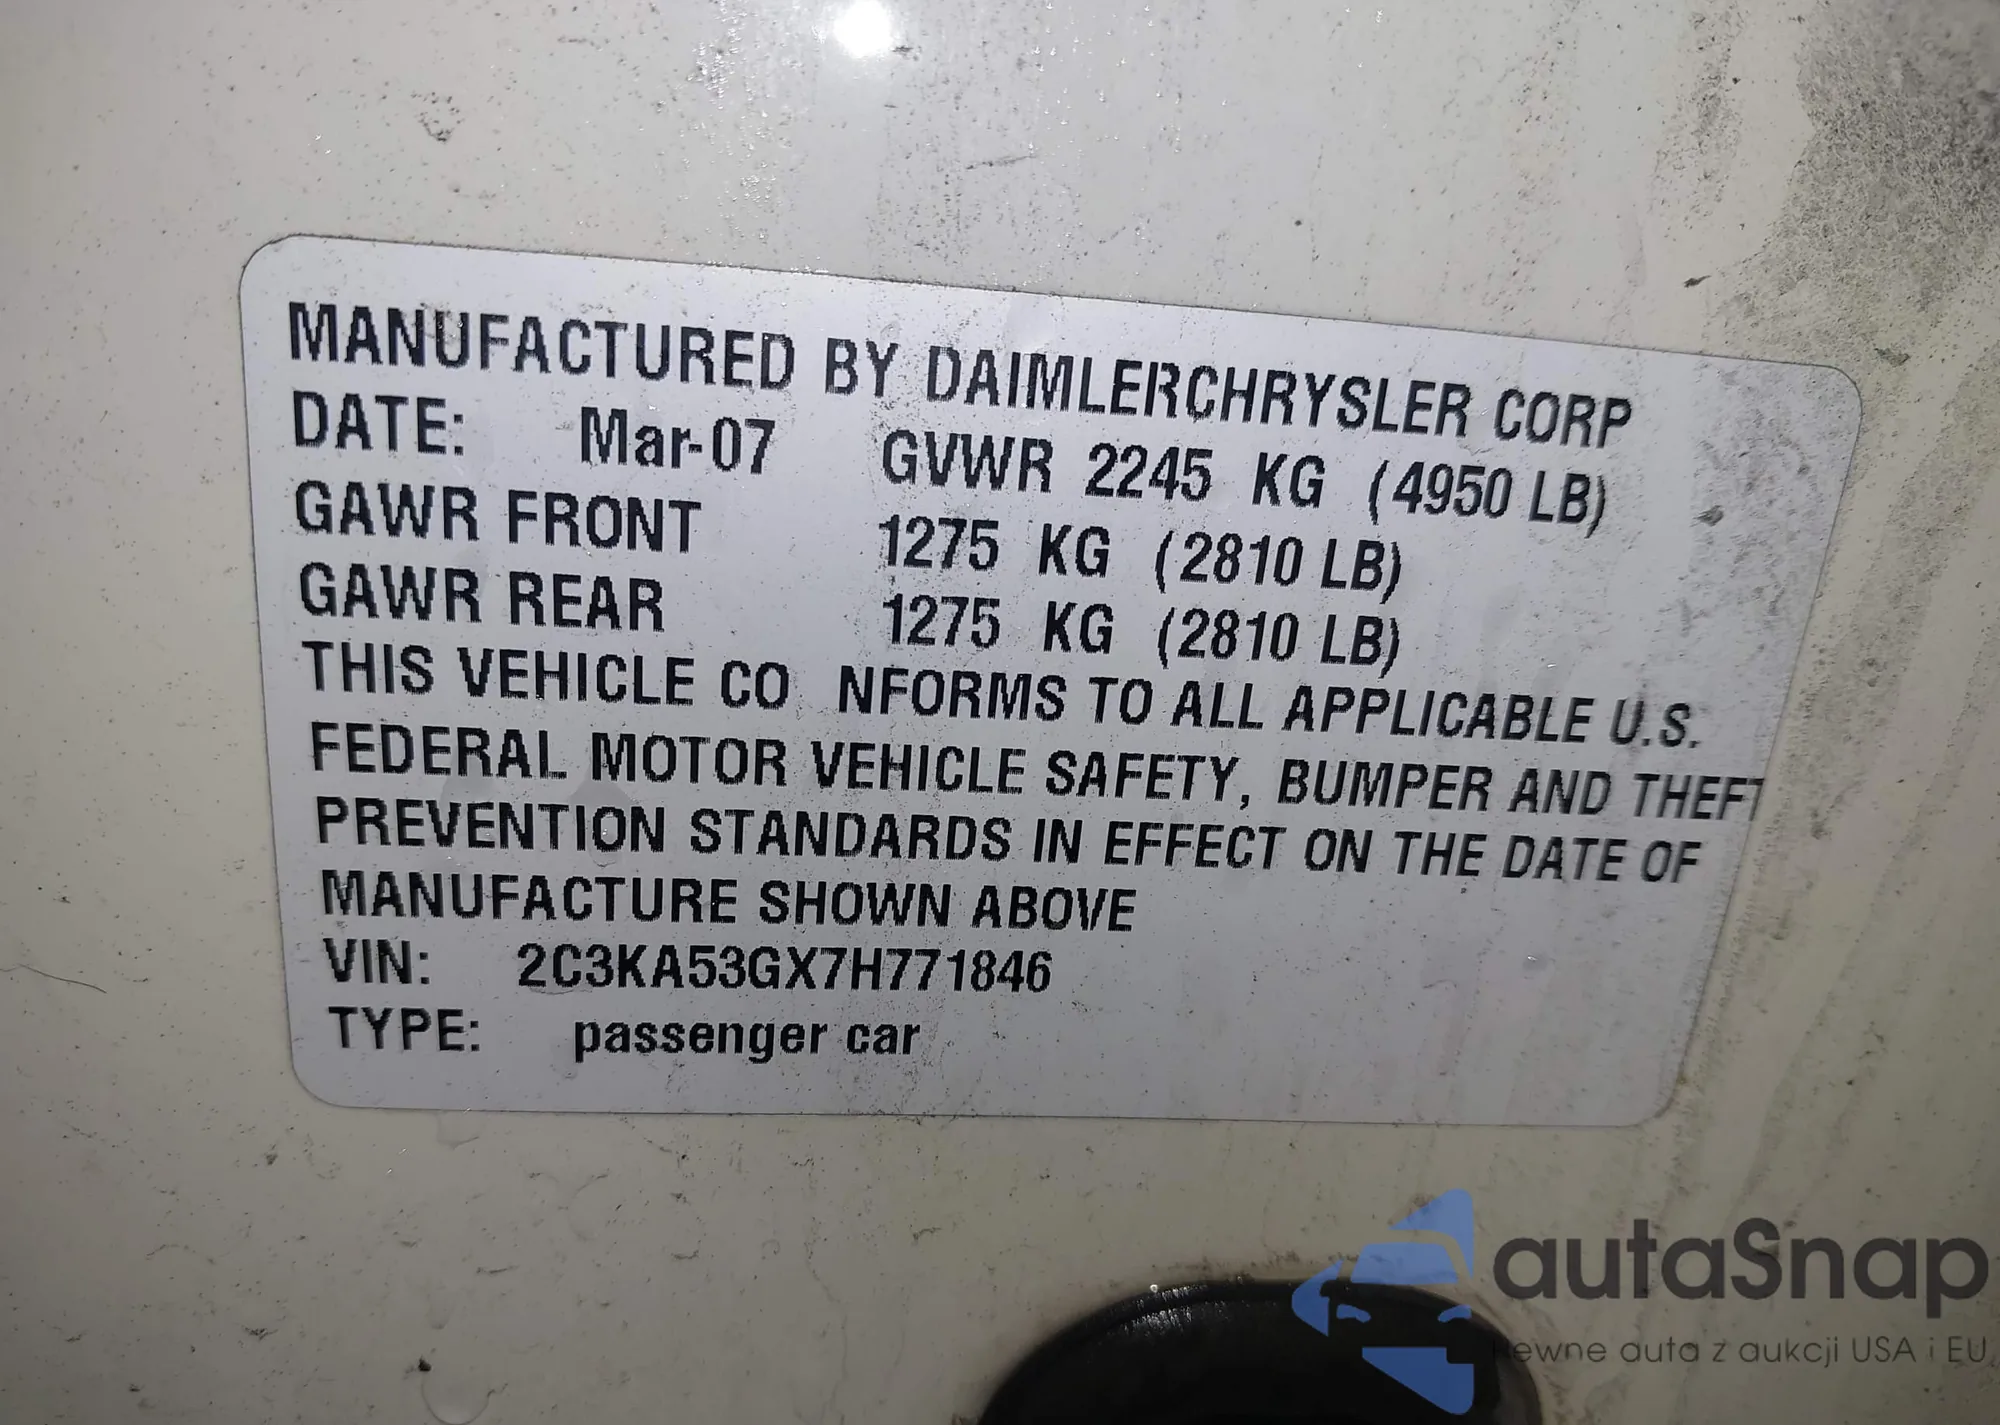 MANUFACTURED BY DAIMLERCHRYSLER CORP
DATE: Mar-07 GVWR 2245 KG (4950 LB)
GAWR FRONT 1275 KG (2810 LB)
GAWR REAR 1275 KG (2810 LB)
THIS VEHICLE CO NFORMS TO ALL APPLICABLE U.S.
FEDERAL MOTOR VEHICLE SAFETY, BUMPER AND THEFT
PREVENTION STANDARDS IN EFFECT ON THE DATE OF
MANUFACTURE SHOWN ABOVE
VIN: 2C3KA53GX7H771846
TYPE: passenger car
autaSnap
Pewne auta z aukcji USA i EU